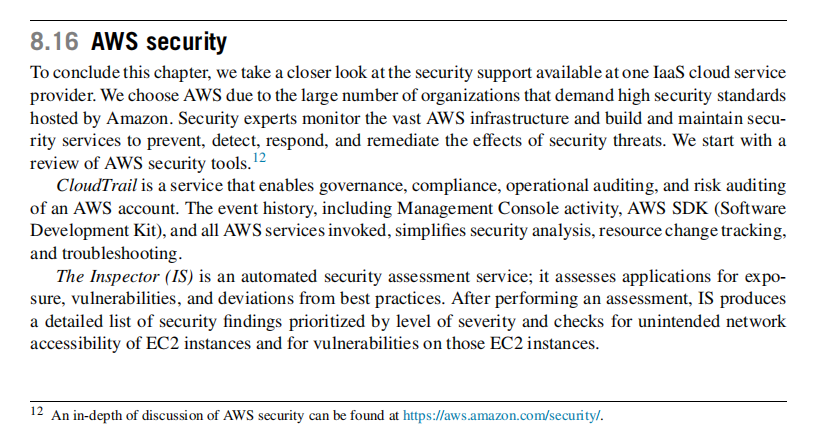 8.16 AWS security
To conclude this chapter, we take a closer look at the security support available at one IaaS cloud service
provider. We choose AWS due to the large number of organizations that demand high security standards
hosted by Amazon. Security experts monitor the vast AWS infrastructure and build and maintain secu-
rity services to prevent, detect, respond, and remediate the effects of security threats. We start with a
review of AWS security tools.12
CloudTrail is a service that enables governance, compliance, operational auditing, and risk auditing
of an AWS account. The event history, including Management Console activity, AWS SDK (Software
Development Kit), and all AWS services invoked, simplifies security analysis, resource change tracking,
and troubleshooting.
The Inspector (IS) is an automated security assessment service; it assesses applications for expo-
sure, vulnerabilities, and deviations from best practices. After performing an assessment, IS produces
a detailed list of security findings prioritized by level of severity and checks for unintended network
accessibility of EC2 instances and for vulnerabilities on those EC2 instances.
12 An in-depth of discussion of AWS security can be found at https://aws.amazon.com/security/.